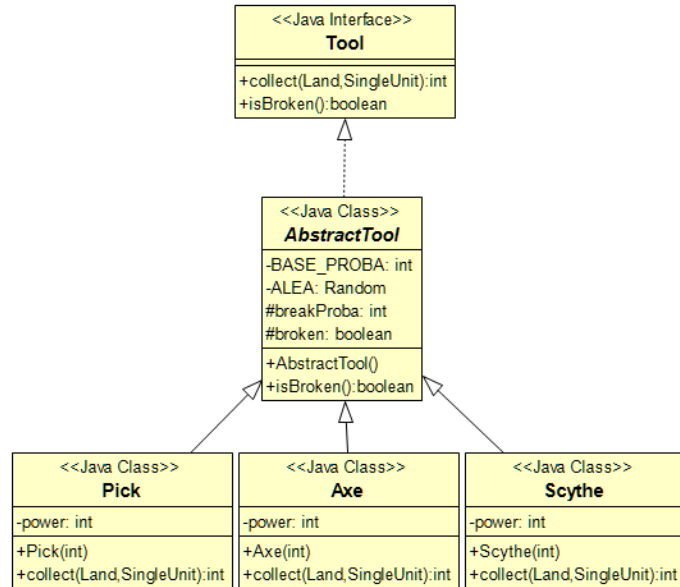 <<Java Interface>>
Tool
+collect(Land,SingleUnit):int
+isBroken():boolean
<<Java Class>>
AbstractTool
-BASE_PROBA: int
-ALEA: Random
#breakProba: int
#broken: boolean
+AbstractTool()
+isBroken():boolean
<<Java Class>>
Pick
-power: int
+Pick(int)
+collect(Land,SingleUnit):int
<<Java Class>>
Axe
-power: int
+Axe(int)
+collect(Land,SingleUnit):int
<<Java Class>>
Scythe
-power: int
+Scythe(int)
+collect(Land,SingleUnit):int